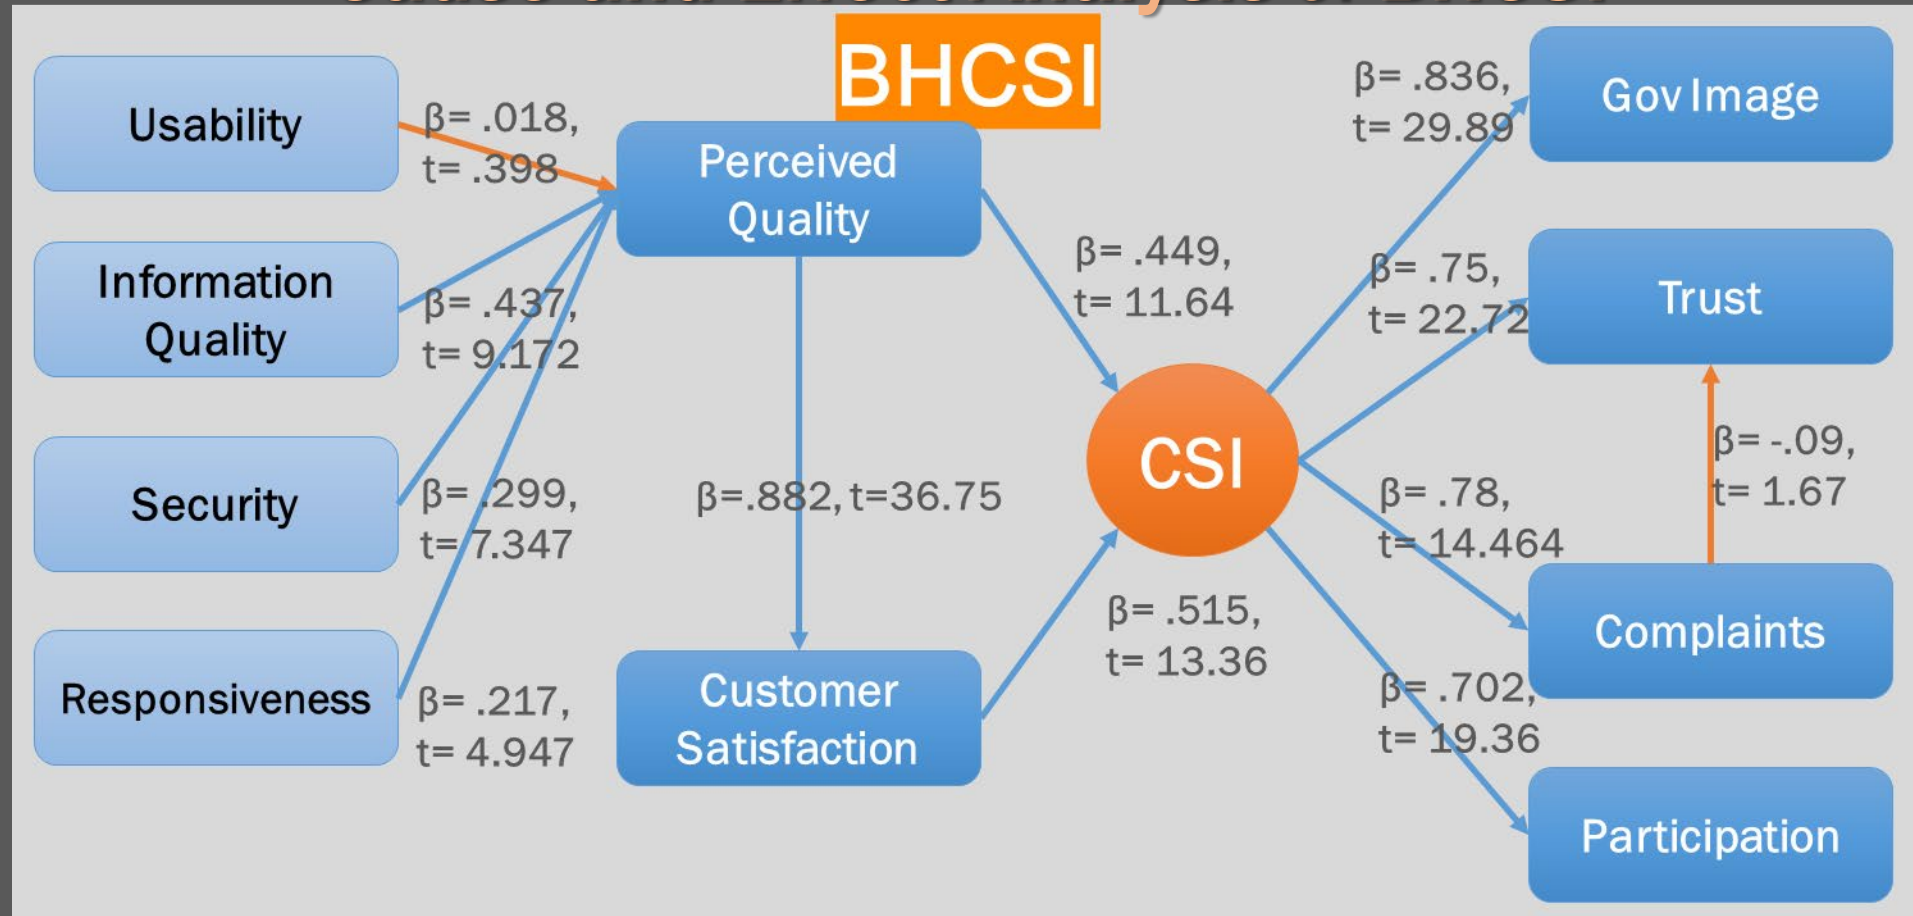 BHCSI
Usability
β= .018,
t= .398
Information
Quality
β= .437,
t= 9.172
Security
β= .299,
t= 7.347
Responsiveness
β= .217,
t= 4.947
Perceived
Quality
β=.882, t=36.75
Customer
Satisfaction
β= .449,
t= 11.64
β= .515,
t= 13.36
CSI
β= .836,
t= 29.89
Gov Image
β= .75,
t= 22.72
Trust
β= -.09,
t= 1.67
β= .78,
t= 14.464
Complaints
β= .702,
t= 19.36
Participation